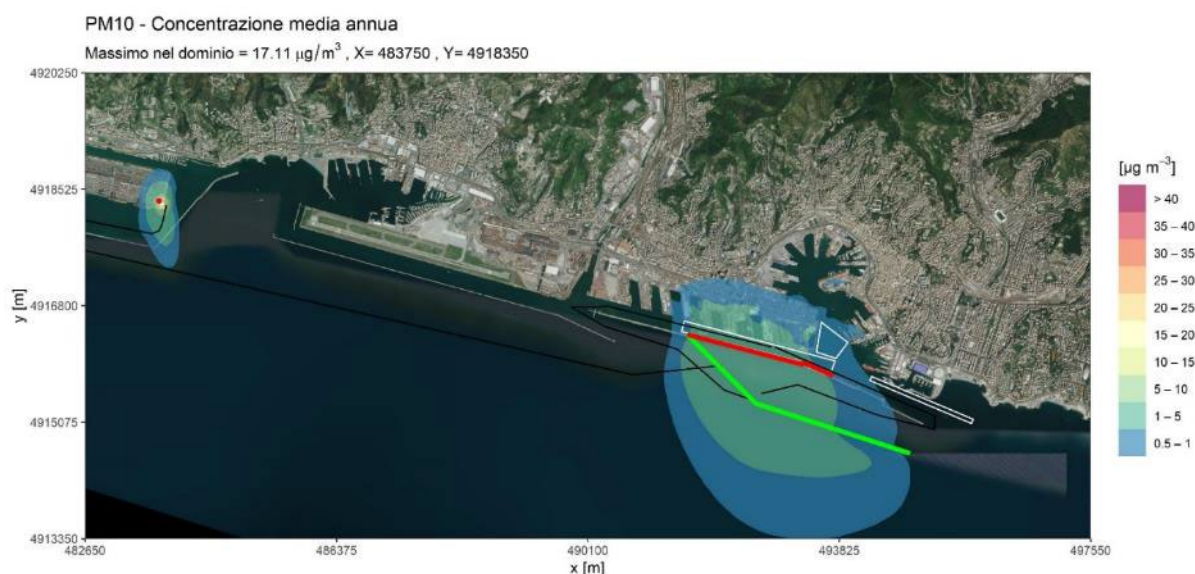 PM10 - Concentrazione media annua
Massimo nel dominio = 17.11 μg/m³ , X= 483750 , Y= 4918350
4920250
4918525
4916800
4915075
4913350
y [m]
482650
486375
490100
493825
497550
x [m]
[μg m⁻³]
> 40
35 – 40
30 – 35
25 – 30
20 – 25
15 – 20
10 – 15
5 – 10
1 – 5
0.5 – 1